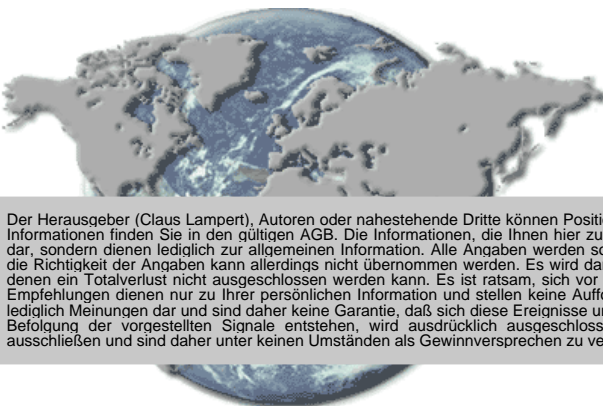 Der Herausgeber (Claus Lampert), Autoren oder nahestehende Dritte können Positi
Informationen finden Sie in den gültigen AGB. Die Informationen, die Ihnen hier zu
dar, sondern dienen lediglich zur allgemeinen Information. Alle Angaben werden so
die Richtigkeit der Angaben kann allerdings nicht übernommen werden. Es wird da
denen ein Totalverlust nicht ausgeschlossen werden kann. Es ist ratsam, sich vor
Empfehlungen dienen nur zu Ihrer persönlichen Information und stellen keine Auffo
lediglich Meinungen dar und sind daher keine Garantie, daß sich diese Ereignisse u
Befolgung der vorgestellten Signale entstehen, wird ausdrücklich ausgeschloss
ausschließen und sind daher unter keinen Umständen als Gewinnversprechen zu ve